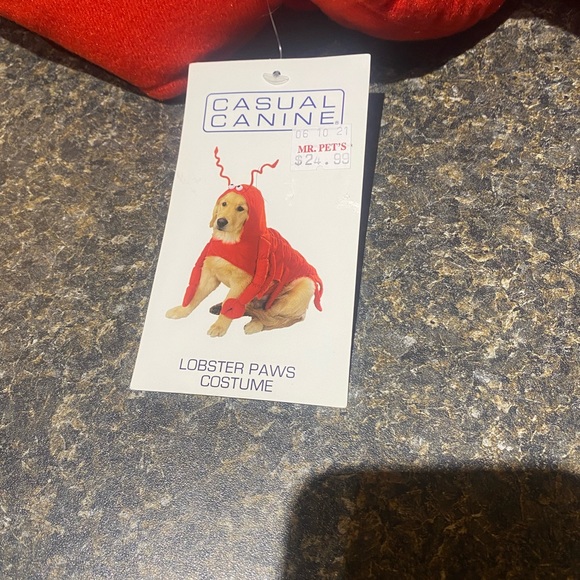 CASUAL
CANINE®
06 10 21
MR. PET'S
$24.99
LOBSTER PAWS
COSTUME